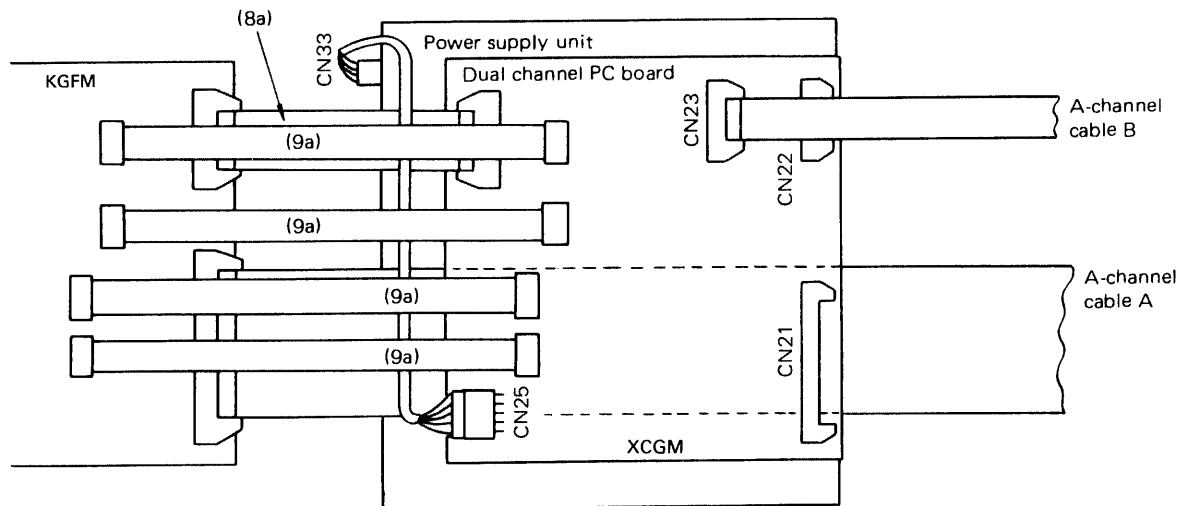 (8a)
CN33
Power supply unit
KGFM
Dual channel PC board
CN23
A-channel
cable B
(9a)
CN22
(9a)
A-channel
cable A
(9a)
CN21
(9a)
CN25
XCGM